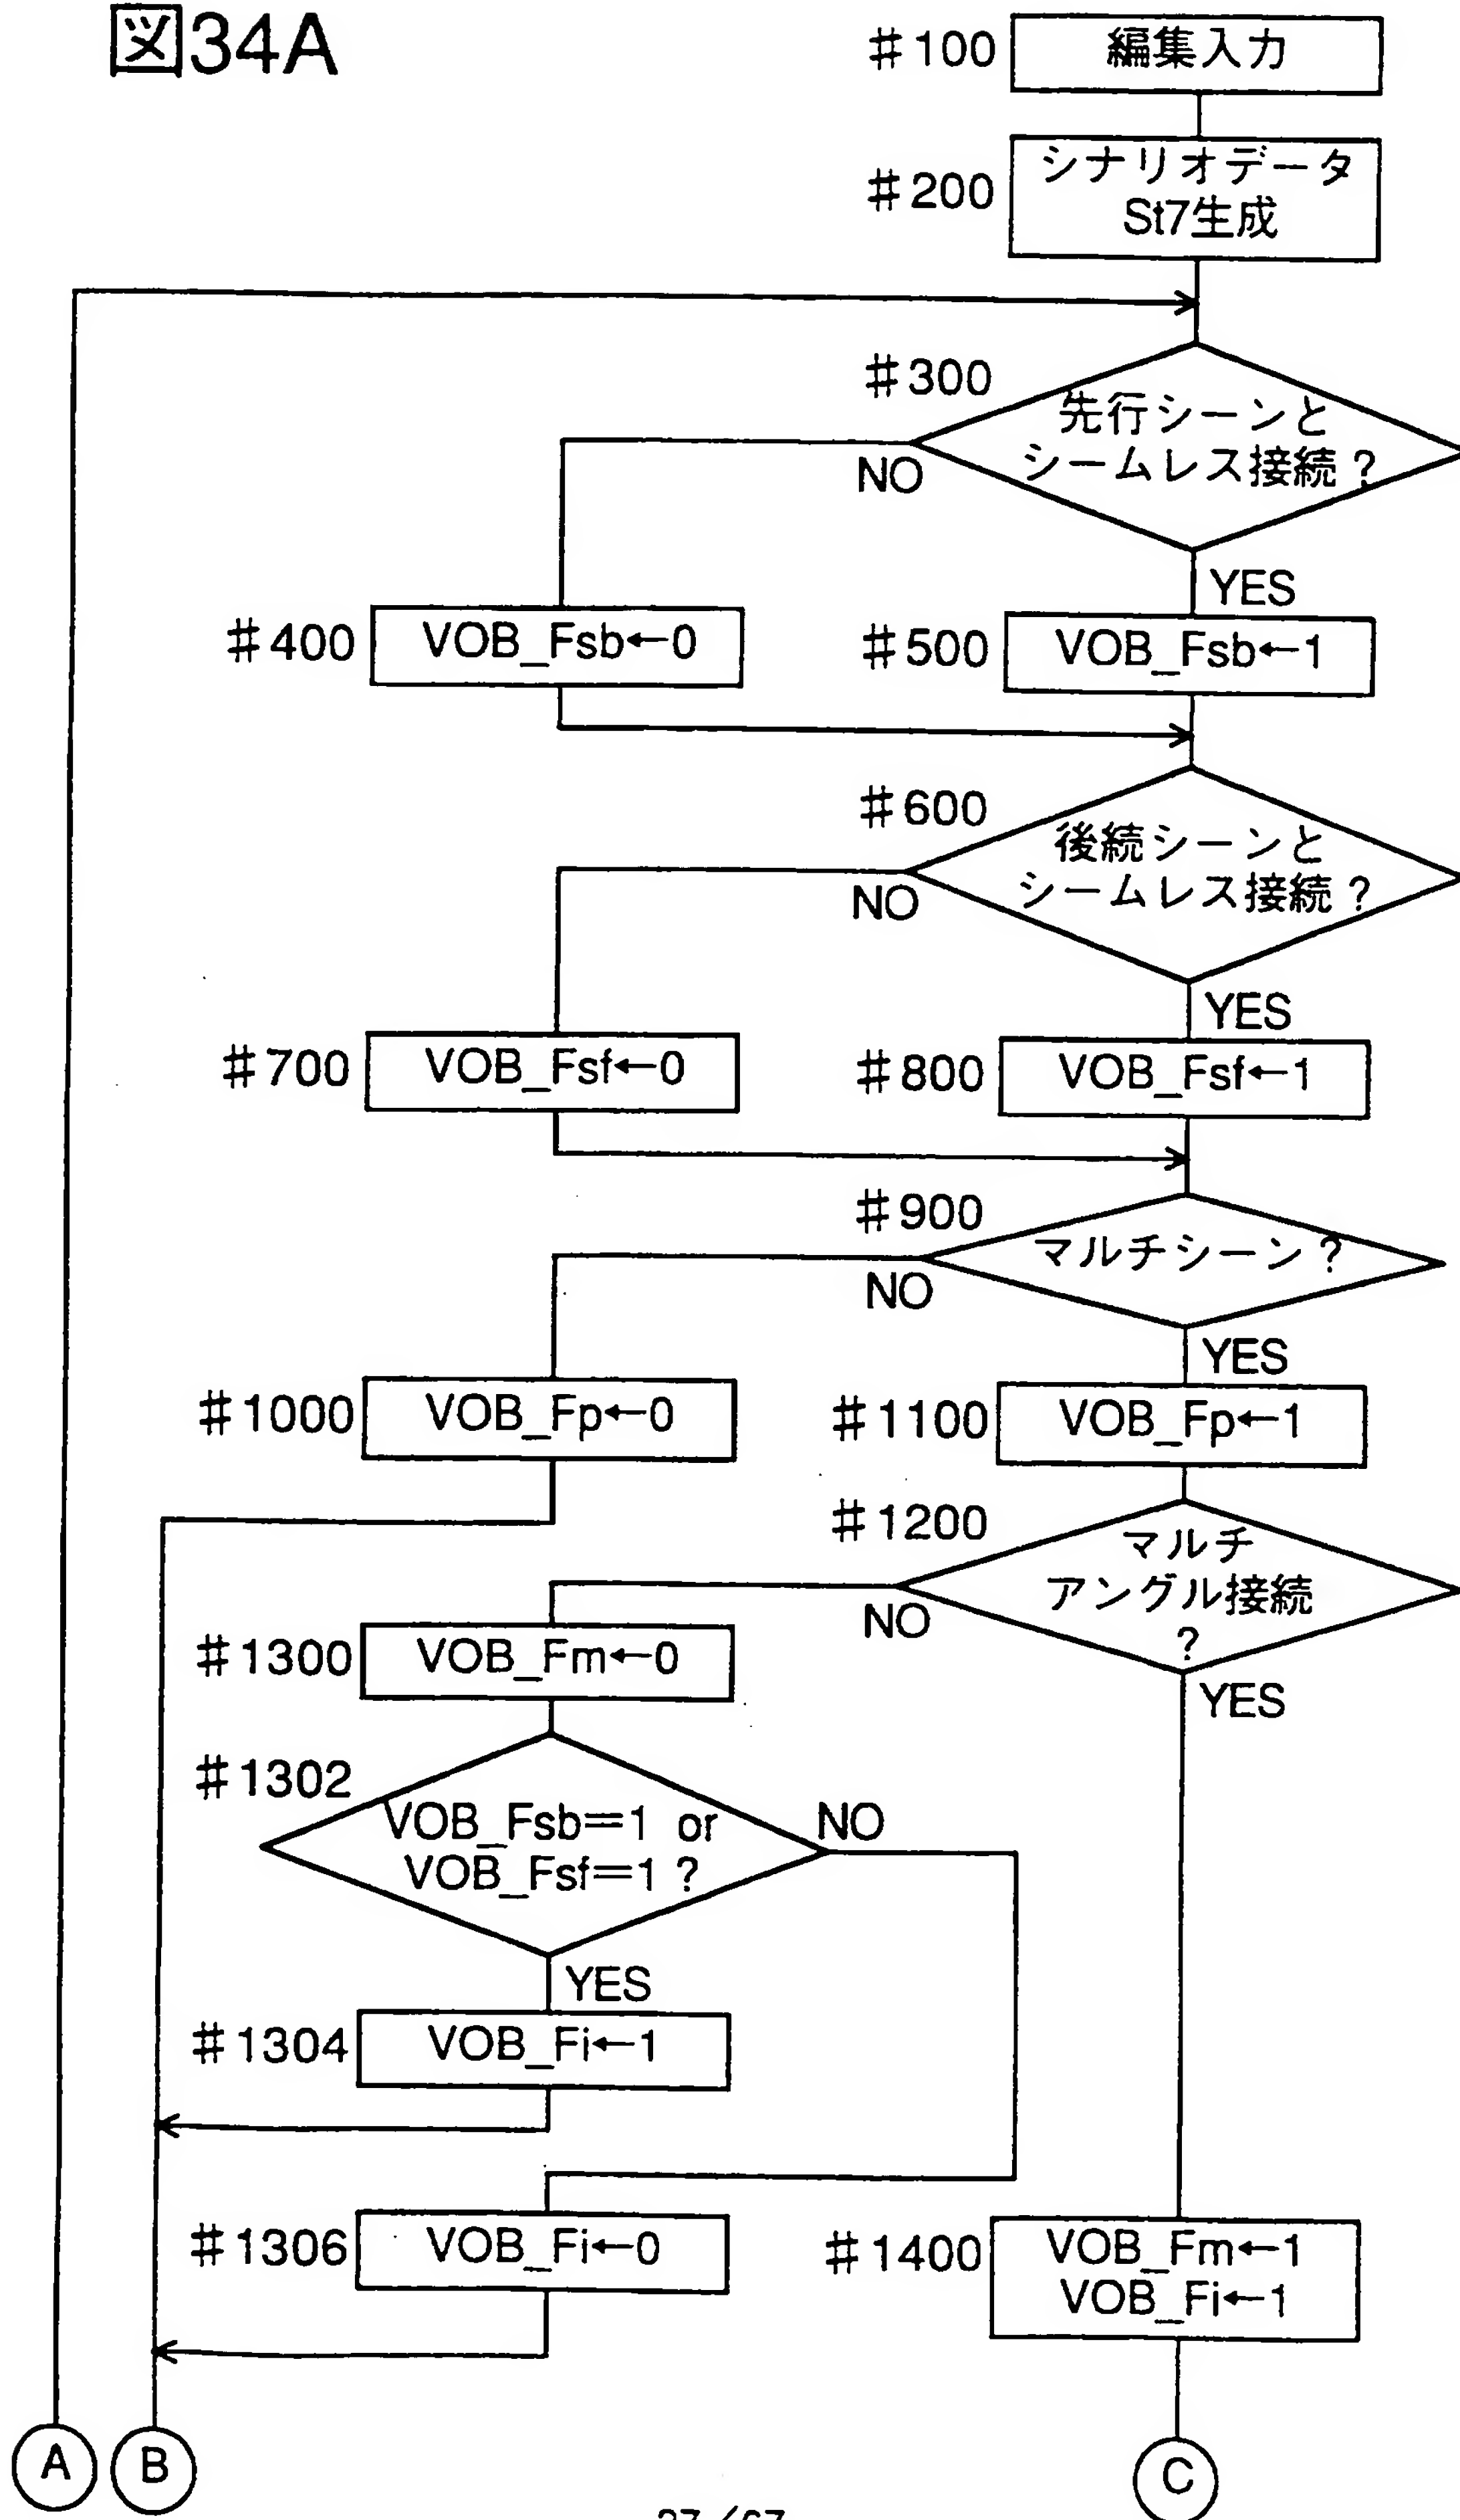 図34A
#100
編集入力
#200
シナリオデータ
St7生成
#300
先行シーンと
シームレス接続?
NO
YES
#400
VOB_Fsb←0
#500
VOB_Fsb←1
#600
後続シーンと
シームレス接続?
NO
YES
#700
VOB_Fsf←0
#800
VOB_Fsf←1
#900
マルチシーン?
NO
YES
#1000
VOB_Fp←0
#1100
VOB_Fp←1
#1200
マルチ
アングル接続
?
NO
YES
#1300
VOB_Fm←0
#1302
VOB_Fsb=1 or
VOB_Fsf=1?
NO
YES
#1304
VOB_Fi←1
#1306
VOB_Fi←0
#1400
VOB_Fm←1
VOB_Fi←1
A
B
C